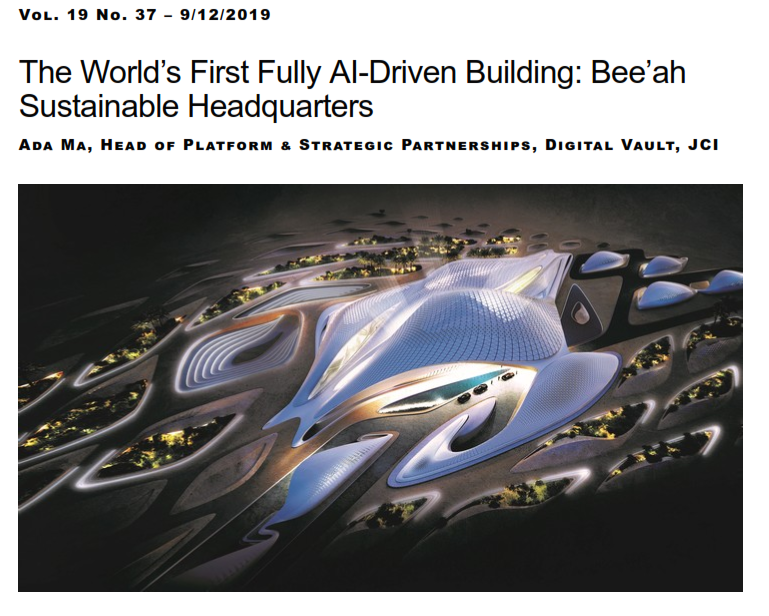 Vol. 19 No. 37 – 9/12/2019
The World’s First Fully AI-Driven Building: Bee’ah
Sustainable Headquarters
Ada Ma, Head of Platform & Strategic Partnerships, Digital Vault, JCI